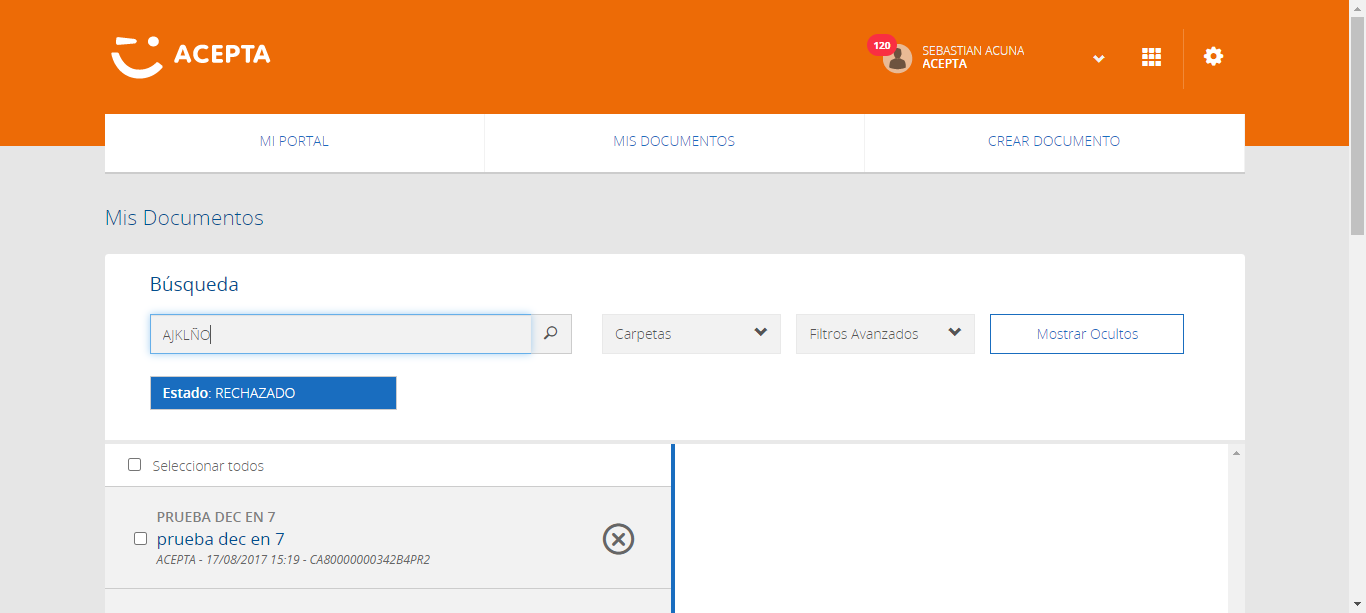 ACEPTA
120
SEBASTIAN ACUNA
ACEPTA
MI PORTAL
MIS DOCUMENTOS
CREAR DOCUMENTO
Mis Documentos
Búsqueda
AJKLÑO
Carpetas
Filtros Avanzados
Mostrar Ocultos
Estado: RECHAZADO
Seleccionar todos
PRUEBA DEC EN 7
prueba dec en 7
ACEPTA - 17/08/2017 15:19 - CA80000000342B4PR2